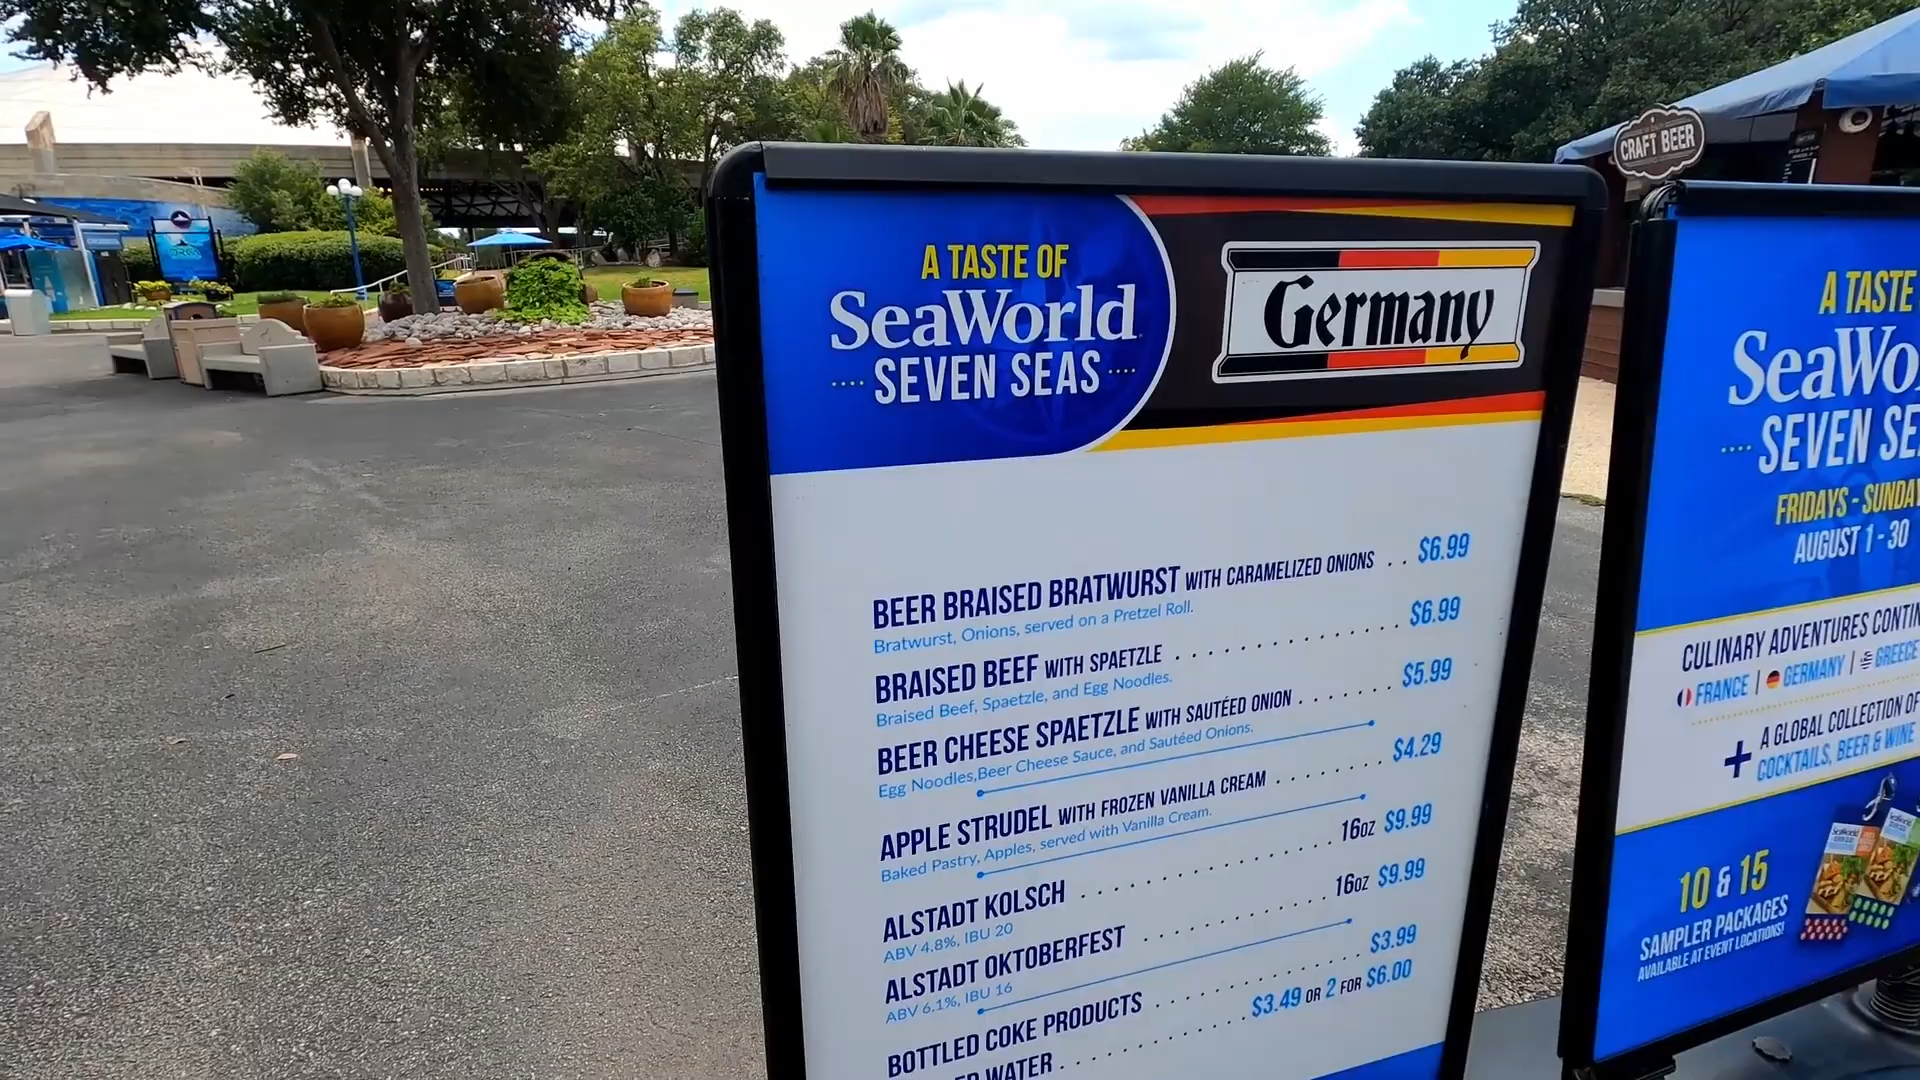 CRAFT BEER
A TASTE OF
SeaWorld
SEVEN SEAS
Germany
BEER BRAISED BRATWURST WITH CARAMELIZED ONIONS . . $6.99
Bratwurst, Onions, served on a Pretzel Roll.
BRAISED BEEF WITH SPAETZLE . . . . . . . . . . . . . . . $6.99
Braised Beef, Spaetzle, and Egg Noodles.
BEER CHEESE SPAETZLE WITH SAUTÉED ONION . . . . . . . $5.99
Egg Noodles,Beer Cheese Sauce, and Sautéed Onions.
APPLE STRUDEL WITH FROZEN VANILLA CREAM . . . . . . . . $4.29
Baked Pastry, Apples, served with Vanilla Cream.
ALSTADT KOLSCH . . . . . . . . . . . . . . . . . 16OZ $9.99
ABV 4.8%, IBU 20
ALSTADT OKTOBERFEST . . . . . . . . . . . . . 16OZ $9.99
ABV 6.1%, IBU 16
BOTTLED COKE PRODUCTS . . . . . . . . . . . . . . . $3.99
WATER . . . . . . . . . . . . $3.49 OR 2 FOR $6.00
A TASTE
SeaWo
SEVEN SE
FRIDAYS - SUNDAY
AUGUST 1 - 30
CULINARY ADVENTURES CONTIN
FRANCE | GERMANY | GREECE
+ A GLOBAL COLLECTION OF
COCKTAILS, BEER & WINE
10 & 15
SAMPLER PACKAGES
AVAILABLE AT EVENT LOCATIONS!